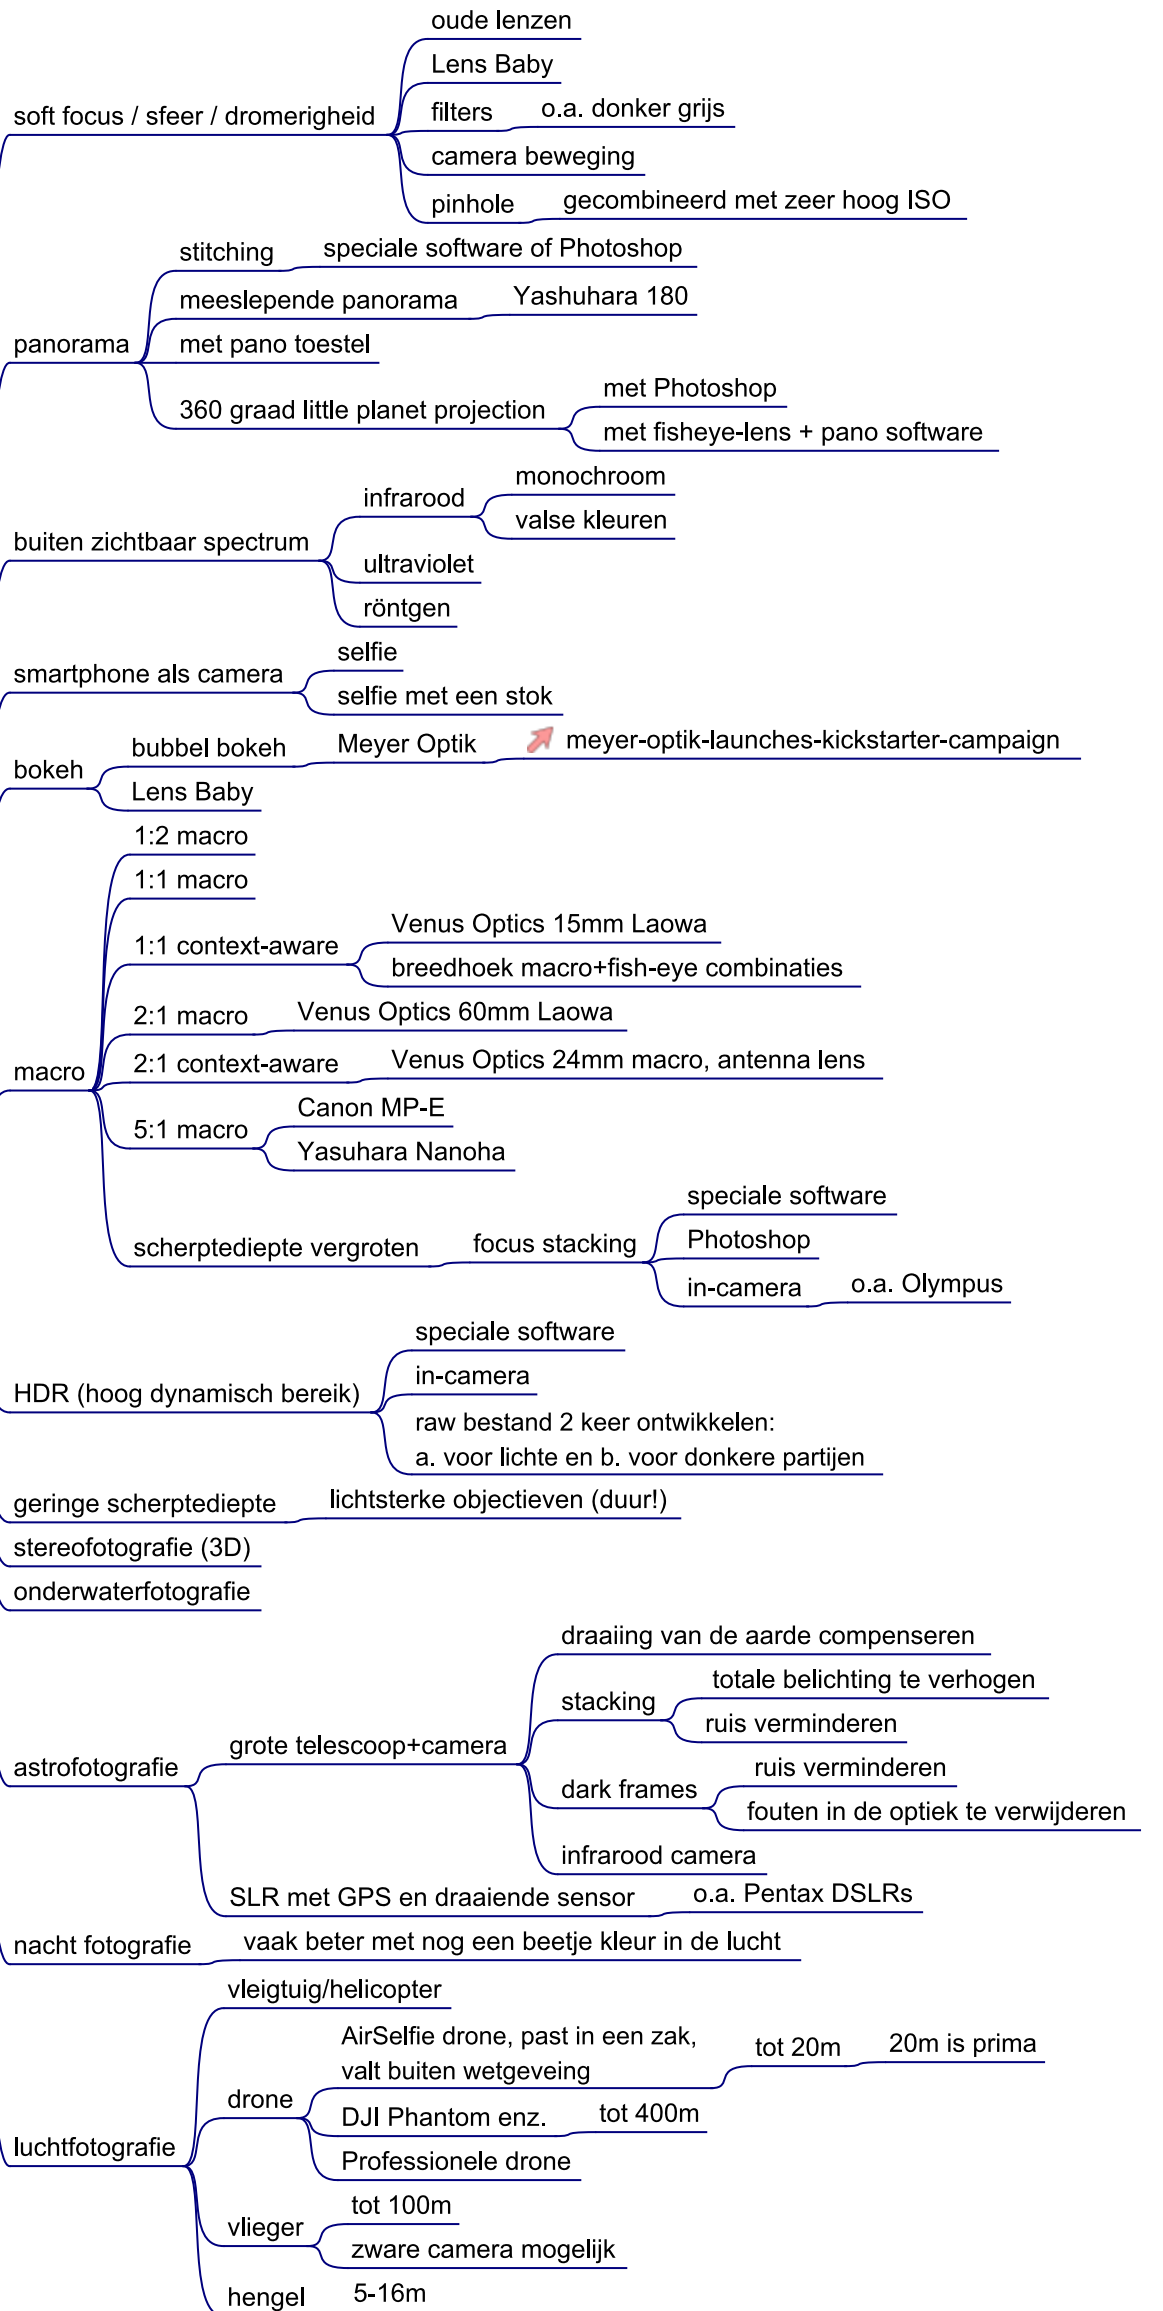 soft focus / sfeer / dromerigheid
oude lenzen
Lens Baby
filters
o.a. donker grijs
camera beweging
pinhole
gecombineerd met zeer hoog ISO
panorama
stitching
speciale software of Photoshop
meeslepende panorama
Yashuhara 180
met pano toestel
360 graad little planet projection
met Photoshop
met fisheye-lens + pano software
buiten zichtbaar spectrum
infrarood
monochroom
valse kleuren
ultraviolet
röntgen
smartphone als camera
selfie
selfie met een stok
bokeh
bubbel bokeh
Meyer Optik
meyer-optik-launches-kickstarter-campaign
Lens Baby
macro
1:2 macro
1:1 macro
1:1 context-aware
Venus Optics 15mm Laowa
breedhoek macro+fish-eye combinaties
2:1 macro
Venus Optics 60mm Laowa
2:1 context-aware
Venus Optics 24mm macro, antenna lens
5:1 macro
Canon MP-E
Yasuhara Nanoha
scherptediepte vergroten
focus stacking
speciale software
Photoshop
in-camera
o.a. Olympus
HDR (hoog dynamisch bereik)
speciale software
in-camera
raw bestand 2 keer ontwikkelen:
a. voor lichte en b. voor donkere partijen
geringe scherptediepte
lichtsterke objectieven (duur!)
stereofotografie (3D)
onderwaterfotografie
astrofotografie
grote telescoop+camera
draaiing van de aarde compenseren
stacking
totale belichting te verhogen
ruis verminderen
dark frames
ruis verminderen
fouten in de optiek te verwijderen
infrarood camera
SLR met GPS en draaiende sensor
o.a. Pentax DSLRs
nacht fotografie
vaak beter met nog een beetje kleur in de lucht
luchtfotografie
vleigtuig/helicopter
drone
AirSelfie drone, past in een zak,
valt buiten wetgeveing
tot 20m
20m is prima
DJI Phantom enz.
tot 400m
Professionele drone
vlieger
tot 100m
zware camera mogelijk
hengel
5-16m